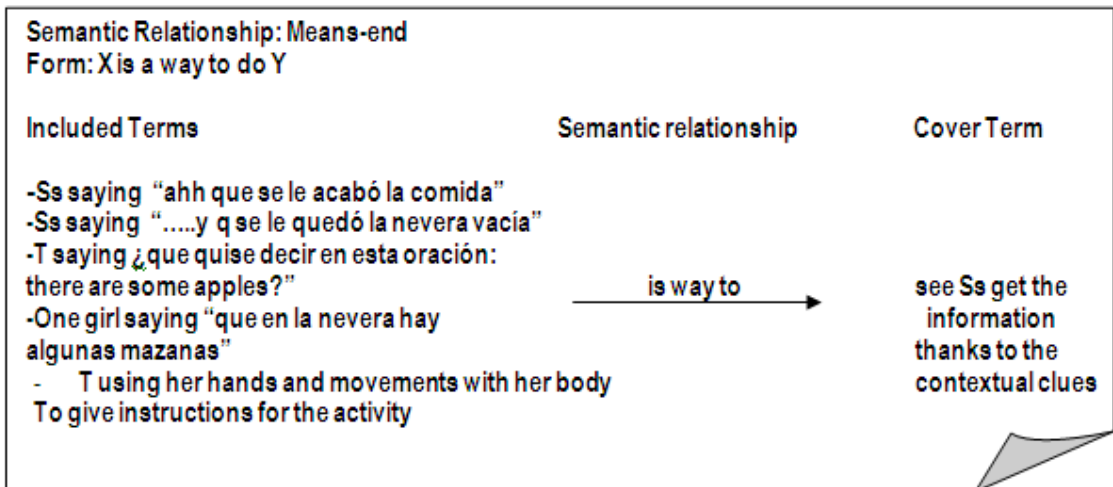 Semantic Relationship: Means-end
Form: X is a way to do Y
Included Terms Semantic relationship Cover Term
-Ss saying “ahh que se le acabó la comida”
-Ss saying “…..y q se le quedó la nevera vacía”
-T saying ¿que quise decir en esta oración:
there are some apples?”
-One girl saying “que en la nevera hay
algunas mazanas”
- T using her hands and movements with her body
To give instructions for the activity
is way to
see Ss get the
information
thanks to the
contextual clues